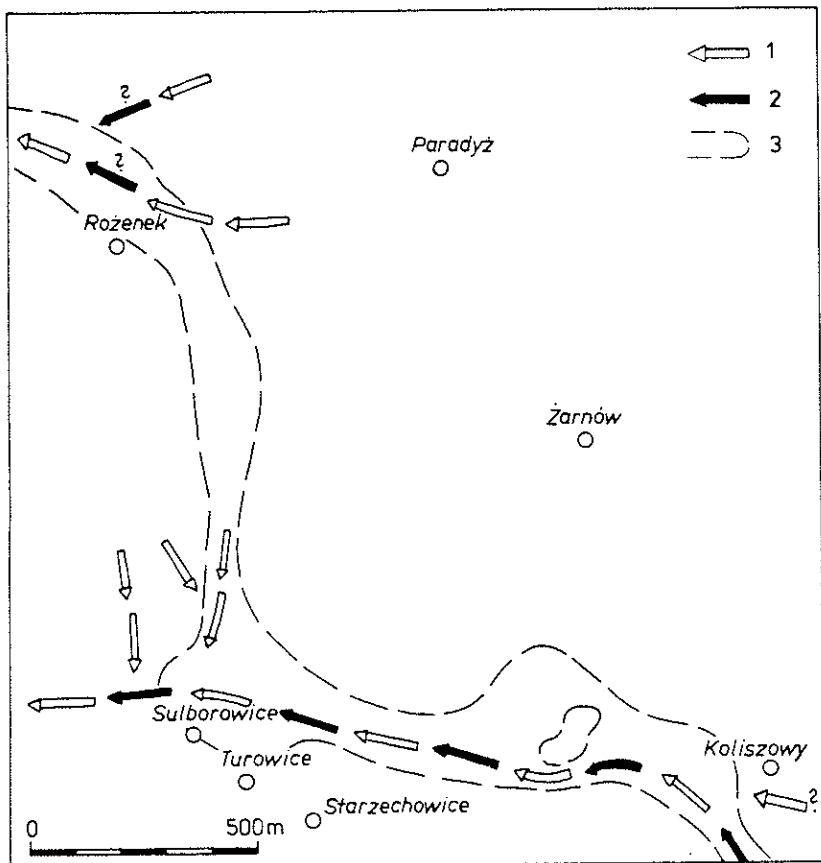 1
2
3
?
?
Paradyż
Rożenek
Żarnów
Sulborowice
Turowice
Koliszowy
?
Starzechowice
0 500m